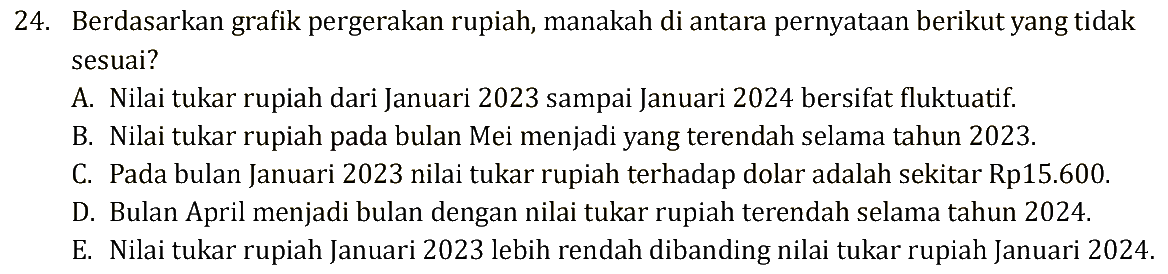 24. Berdasarkan grafik pergerakan rupiah, manakah di antara pernyataan berikut yang tidak
sesuai?
A. Nilai tukar rupiah dari Januari 2023 sampai Januari 2024 bersifat fluktuatif.
B. Nilai tukar rupiah pada bulan Mei menjadi yang terendah selama tahun 2023.
C. Pada bulan Januari 2023 nilai tukar rupiah terhadap dolar adalah sekitar Rp15.600.
D. Bulan April menjadi bulan dengan nilai tukar rupiah terendah selama tahun 2024.
E. Nilai tukar rupiah Januari 2023 lebih rendah dibanding nilai tukar rupiah Januari 2024.